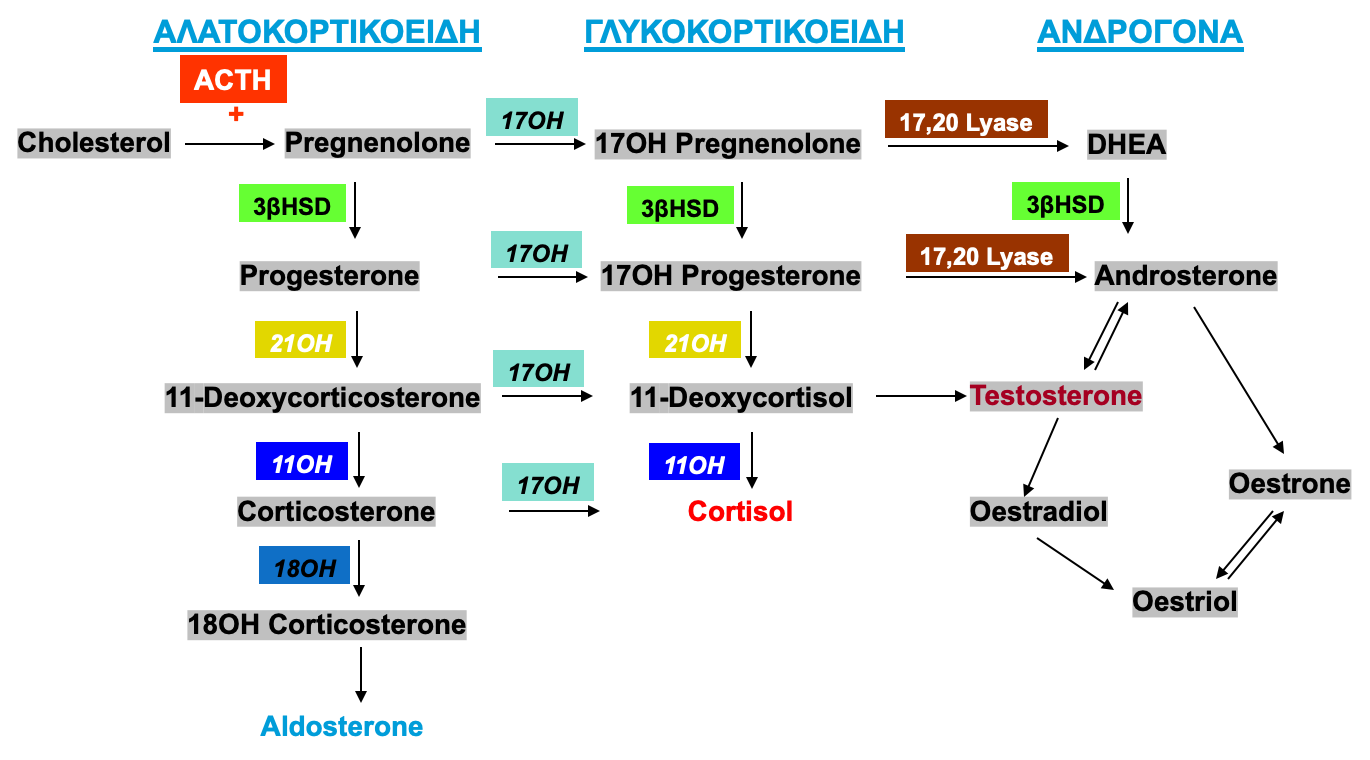 ΑΛΑΤΟΚΟΡΤΙΚΟΕΙΔΗ ΓΛΥΚΟΚΟΡΤΙΚΟΕΙΔΗ ΑΝΔΡΟΓΟΝΑ
ACTH
+
17OH 17,20 Lyase
Cholesterol Pregnenolone 17OH Pregnenolone DHEA
3βHSD 3βHSD 3βHSD
17OH 17,20 Lyase
Progesterone 17OH Progesterone Androsterone
21OH 21OH
17OH
11-Deoxycorticosterone 11-Deoxycortisol Testosterone
11OH 11OH
17OH
Oestrone
Corticosterone Cortisol Oestradiol
18OH
Oestriol
18OH Corticosterone
Aldosterone